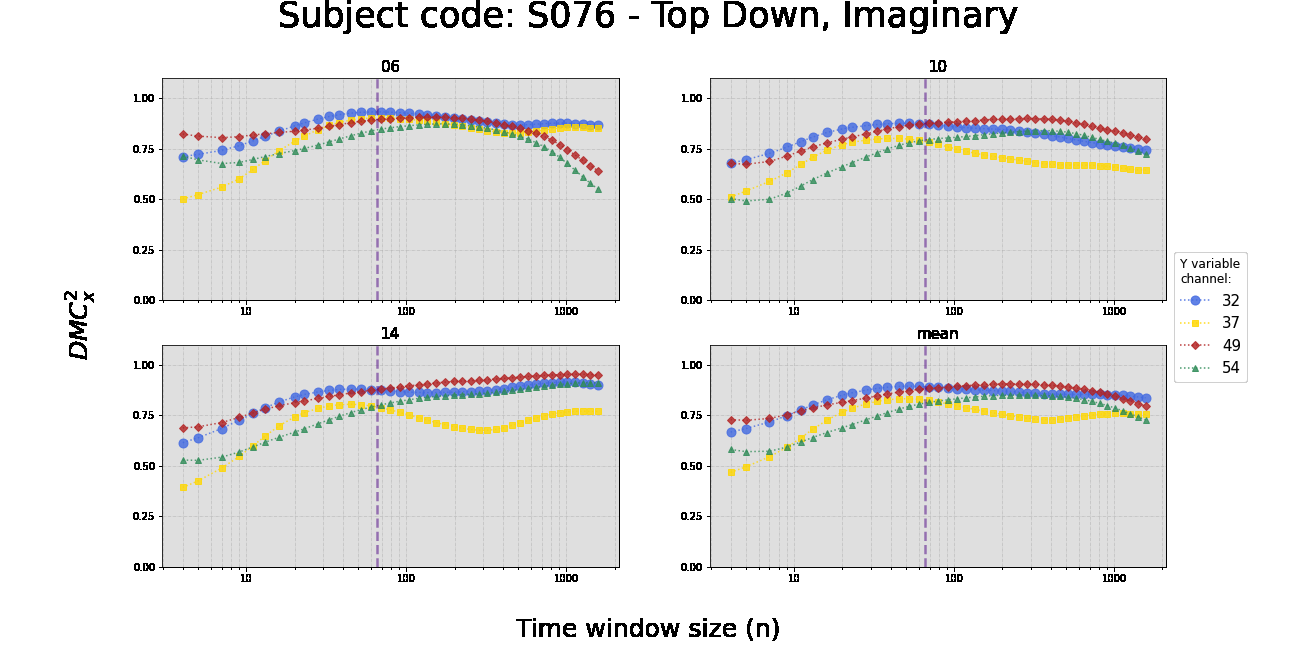 Subject code: S076 - Top Down, Imaginary
06
1.00
0.75
0.50
0.25
0.00
10 100 1000
10
1.00
0.75
0.50
0.25
0.00
10 100 1000
14
1.00
0.75
0.50
0.25
0.00
10 100 1000
mean
1.00
0.75
0.50
0.25
0.00
10 100 1000
Y variable
channel:
32
37
49
54
DMC²ₓ
Time window size (n)